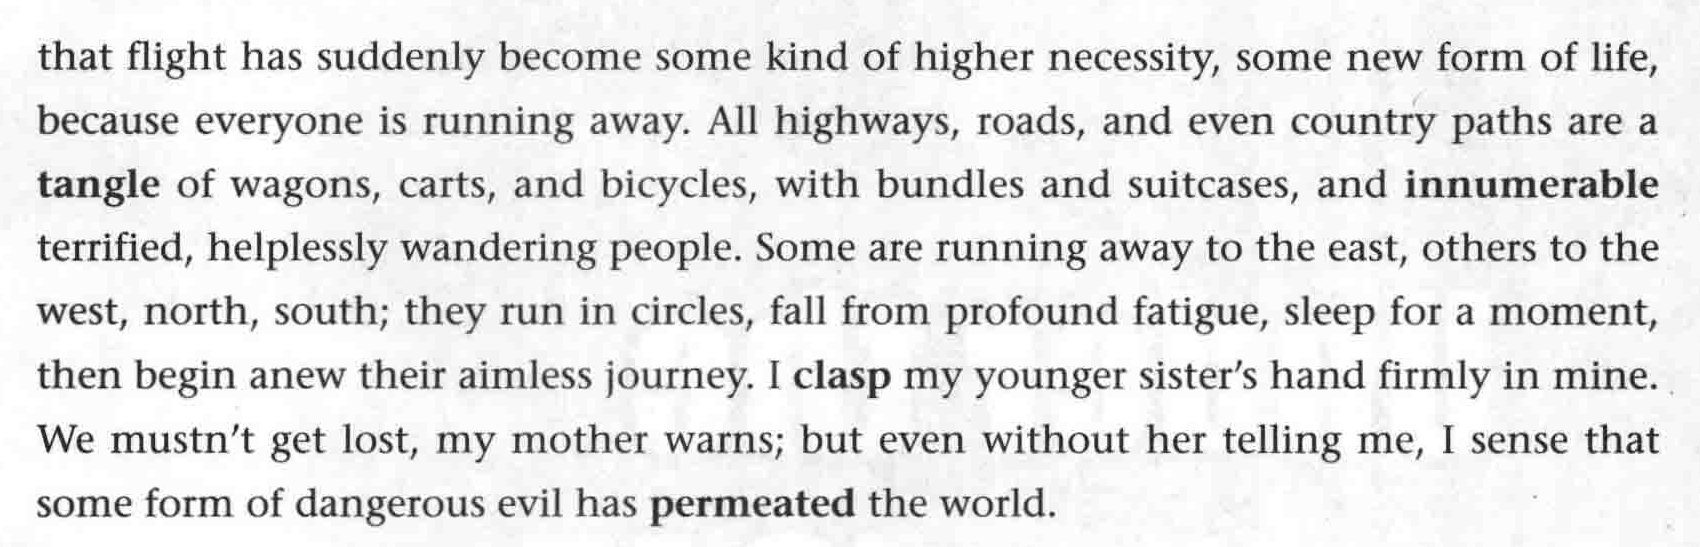 that flight has suddenly become some kind of higher necessity, some new form of life,
because everyone is running away. All highways, roads, and even country paths are a
tangle of wagons, carts, and bicycles, with bundles and suitcases, and innumerable
terrified, helplessly wandering people. Some are running away to the east, others to the
west, north, south; they run in circles, fall from profound fatigue, sleep for a moment,
then begin anew their aimless journey. I clasp my younger sister's hand firmly in mine.
We mustn't get lost, my mother warns; but even without her telling me, I sense that
some form of dangerous evil has permeated the world.